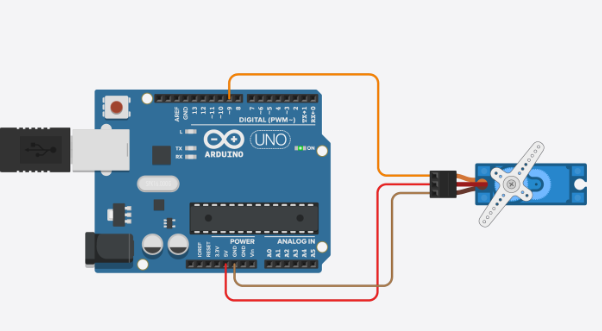 AREF
GND
13
12
~11
~10
~9
8
7
~6
~5
4
~3
2
TX→1
RX←0
DIGITAL (PWM~)
L
TX
RX
UNO
ON
ARDUINO
POWER
ANALOG IN
IOREF
RESET
3.3V
5V
GND
GND
Vin
A0
A1
A2
A3
A4
A5